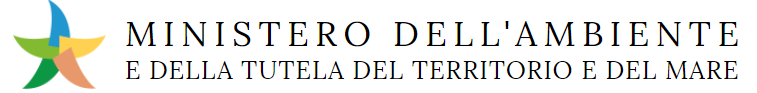 MINISTERO DELL'AMBIENTE
E DELLA TUTELA DEL TERRITORIO E DEL MARE